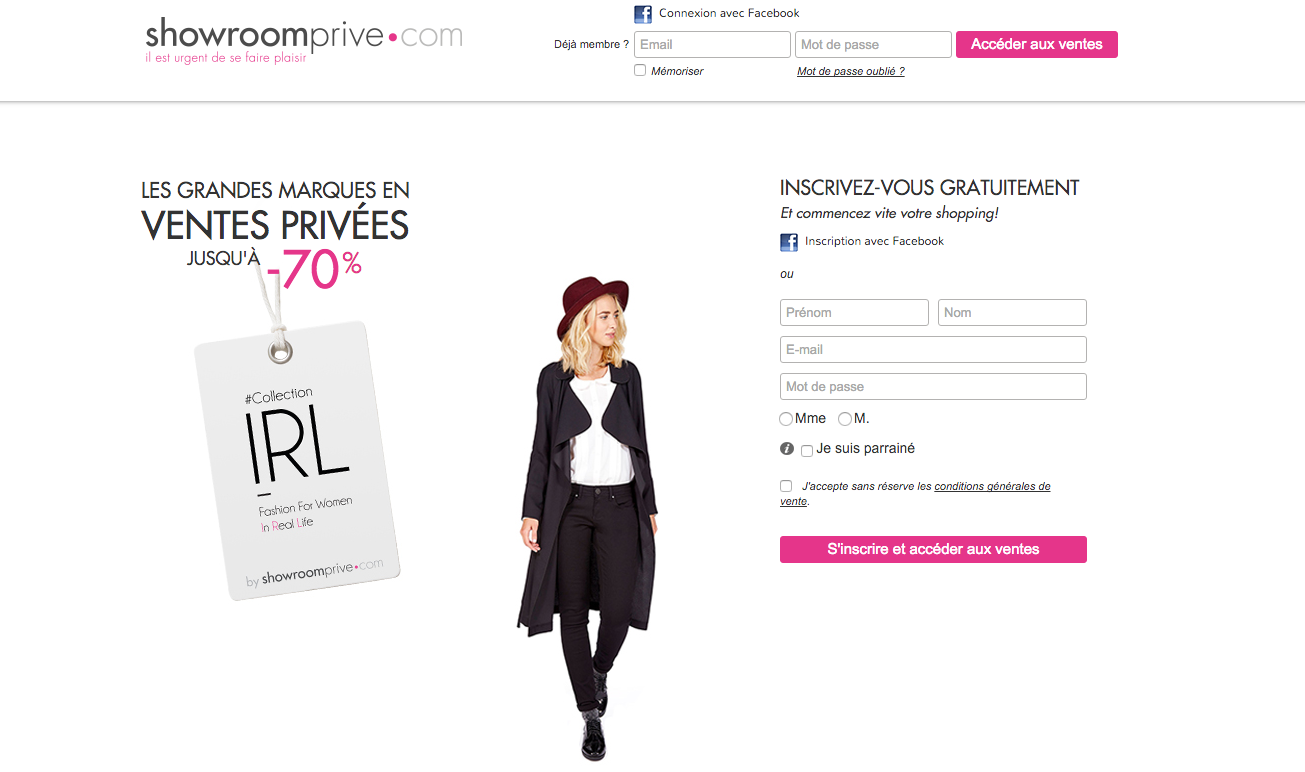 showroomprive•com
il est urgent de se faire plaisir
Connexion avec Facebook
Déjà membre ? Email Mot de passe Accéder aux ventes
Mémoriser Mot de passe oublié ?
LES GRANDES MARQUES EN
VENTES PRIVÉES
JUSQU'À -70%
#Collection
IRL
Fashion For Women
In Real Life
by showroomprive•com
INSCRIVEZ-VOUS GRATUITEMENT
Et commencez vite votre shopping!
Inscription avec Facebook
ou
Prénom Nom
E-mail
Mot de passe
Mme M.
i Je suis parrainé
J'accepte sans réserve les conditions générales de
vente.
S'inscrire et accéder aux ventes